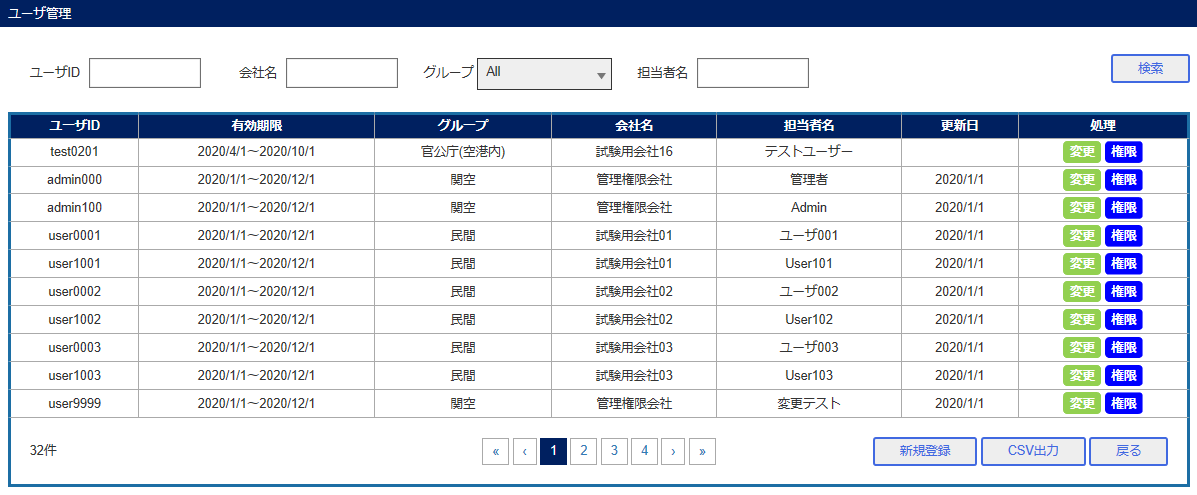 ユーザ管理
ユーザID 会社名 グループ All 担当者名 検索
ユーザID 有効期限 グループ 会社名 担当者名 更新日 処理
test0201 2020/4/1～2020/10/1 官公庁(空港内) 試験用会社16 テストユーザー 変更 権限
admin000 2020/1/1～2020/12/1 関空 管理権限会社 管理者 2020/1/1 変更 権限
admin100 2020/1/1～2020/12/1 関空 管理権限会社 Admin 2020/1/1 変更 権限
user0001 2020/1/1～2020/12/1 民間 試験用会社01 ユーザ001 2020/1/1 変更 権限
user1001 2020/1/1～2020/12/1 民間 試験用会社01 User101 2020/1/1 変更 権限
user0002 2020/1/1～2020/12/1 民間 試験用会社02 ユーザ002 2020/1/1 変更 権限
user1002 2020/1/1～2020/12/1 民間 試験用会社02 User102 2020/1/1 変更 権限
user0003 2020/1/1～2020/12/1 民間 試験用会社03 ユーザ003 2020/1/1 変更 権限
user1003 2020/1/1～2020/12/1 民間 試験用会社03 User103 2020/1/1 変更 権限
user9999 2020/1/1～2020/12/1 関空 管理権限会社 変更テスト 2020/1/1 変更 権限
32件 « ‹ 1 2 3 4 › » 新規登録 CSV出力 戻る